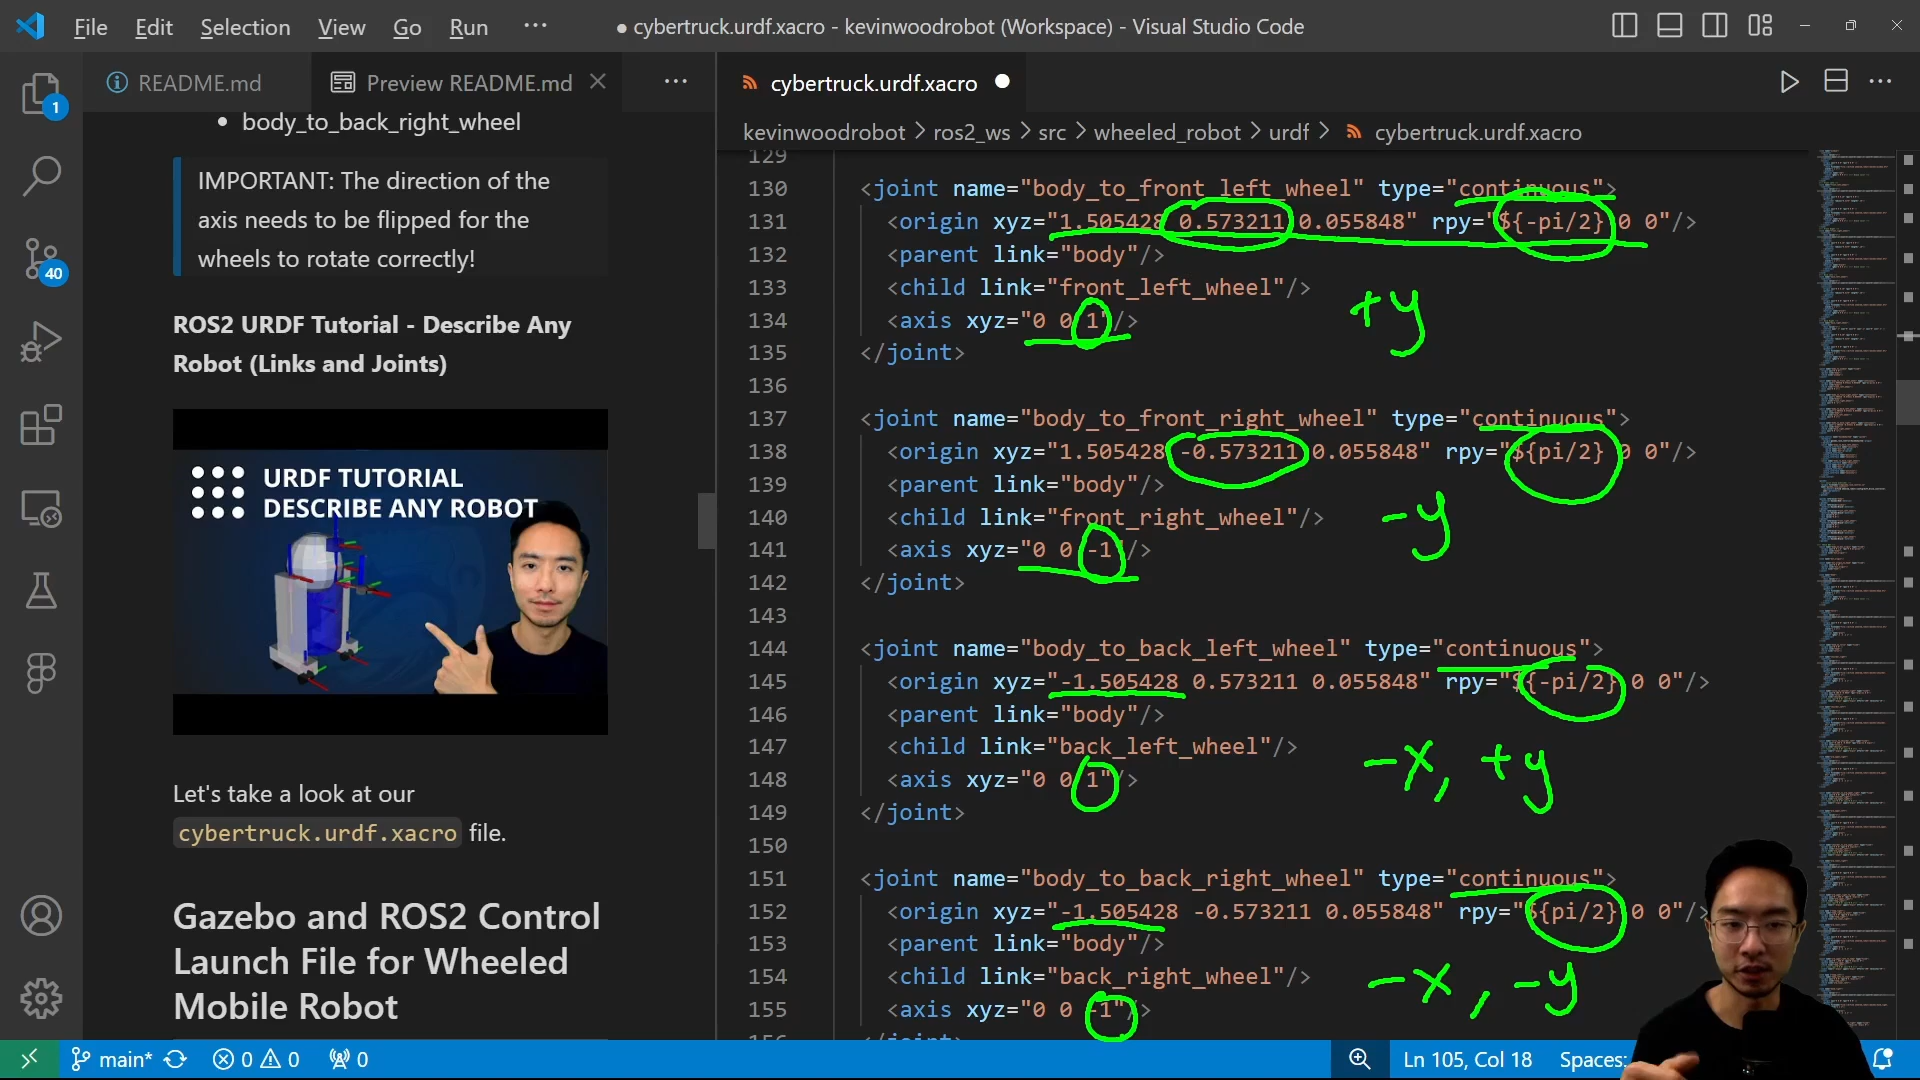 File Edit Selection View Go Run ···
● cybertruck.urdf.xacro - kevinwoodrobot (Workspace) - Visual Studio Code
README.md
Preview README.md
cybertruck.urdf.xacro
kevinwoodrobot > ros2_ws > src > wheeled_robot > urdf > cybertruck.urdf.xacro
1
40
• body_to_back_right_wheel
IMPORTANT: The direction of the
axis needs to be flipped for the
wheels to rotate correctly!
ROS2 URDF Tutorial - Describe Any
Robot (Links and Joints)
URDF TUTORIAL
DESCRIBE ANY ROBOT
Let's take a look at our
cybertruck.urdf.xacro file.
Gazebo and ROS2 Control
Launch File for Wheeled
Mobile Robot
129
130 <joint name="body_to_front_left_wheel" type="continuous">
131 <origin xyz="1.505428 0.573211 0.055848" rpy="${-pi/2} 0 0"/>
132 <parent link="body"/>
133 <child link="front_left_wheel"/>
134 <axis xyz="0 0 1"/>
+y
135 </joint>
136
137 <joint name="body_to_front_right_wheel" type="continuous">
138 <origin xyz="1.505428 -0.573211 0.055848" rpy="${pi/2} 0 0"/>
139 <parent link="body"/>
140 <child link="front_right_wheel"/>
-y
141 <axis xyz="0 0 -1"/>
142 </joint>
143
144 <joint name="body_to_back_left_wheel" type="continuous">
145 <origin xyz="-1.505428 0.573211 0.055848" rpy="${-pi/2} 0 0"/>
146 <parent link="body"/>
147 <child link="back_left_wheel"/>
148 <axis xyz="0 0 1"/>
-x, +y
149 </joint>
150
151 <joint name="body_to_back_right_wheel" type="continuous">
152 <origin xyz="-1.505428 -0.573211 0.055848" rpy="${pi/2} 0 0"/>
153 <parent link="body"/>
154 <child link="back_right_wheel"/>
-x, -y
155 <axis xyz="0 0 -1"/>
main* 0 0 0
Ln 105, Col 18 Spaces: